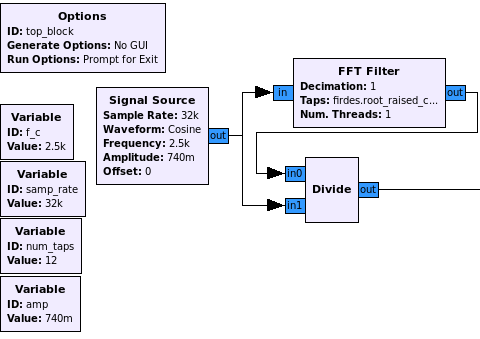 Options
ID: top_block
Generate Options: No GUI
Run Options: Prompt for Exit
Variable
ID: f_c
Value: 2.5k
Variable
ID: samp_rate
Value: 32k
Variable
ID: num_taps
Value: 12
Variable
ID: amp
Value: 740m
Signal Source
Sample Rate: 32k
Waveform: Cosine
Frequency: 2.5k
Amplitude: 740m
Offset: 0
out
in
FFT Filter
Decimation: 1
Taps: firdes.root_raised_c...
Num. Threads: 1
out
in0
in1
Divide
out